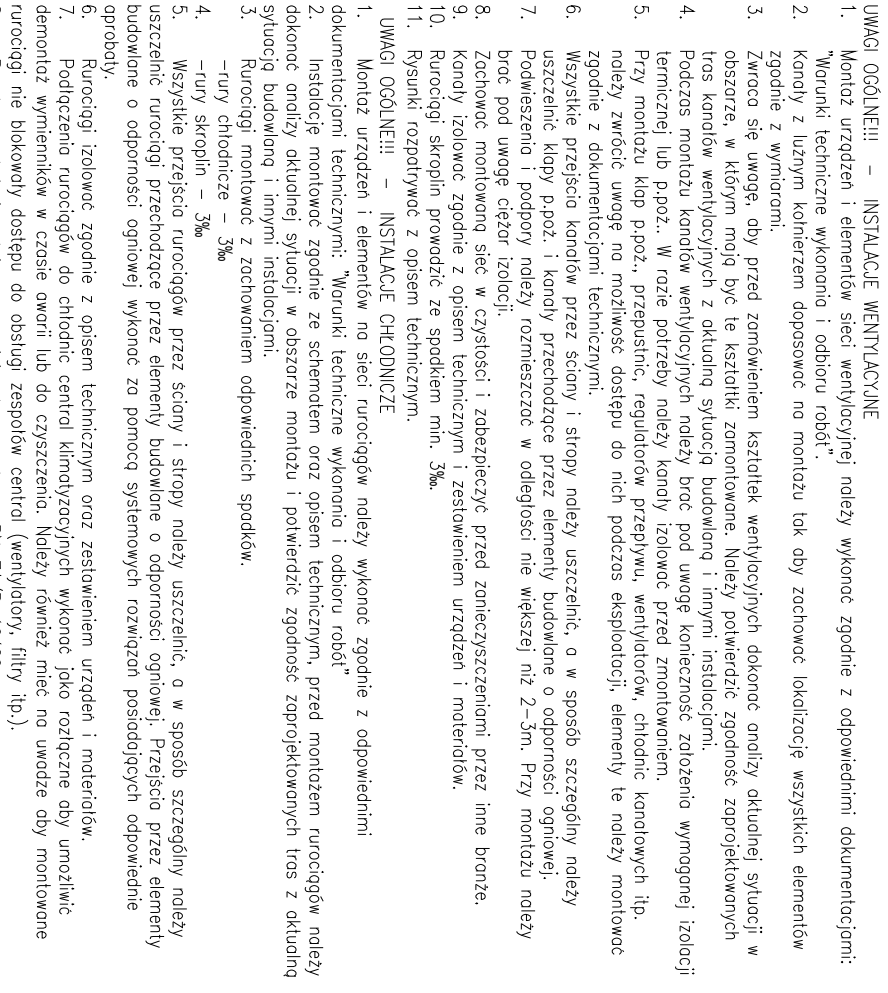 UWAGI OGÓLNE!!! – INSTALACJE WENTYLACYJNE
1. Montaż urządzeń i elementów sieci wentylacyjnej należy wykonać zgodnie z odpowiednimi dokumentacjami:
"Warunki techniczne wykonania i odbioru robót".
2. Kanały z luźnym kołnierzem dopasować na montażu tak aby zachować lokalizację wszystkich elementów
zgodnie z wymiarami.
3. Zwraca się uwagę, aby przed zamówieniem kształtek wentylacyjnych dokonać analizy aktualnej sytuacji w
obszarze, w którym mają być te kształtki zamontowane. Należy potwierdzić zgodność zaprojektowanych
tras kanałów wentylacyjnych z aktualną sytuacją budowlaną i innymi instalacjami.
4. Podczas montażu kanałów wentylacyjnych należy brać pod uwagę konieczność założenia wymaganej izolacji
termicznej lub p.poż.. W razie potrzeby należy kanały izolować przed zmontowaniem.
5. Przy montażu klap p.poż., przepustnic, regulatorów przepływu, wentylatorów, chłodnic kanałowych itp.
należy zwrócić uwagę na możliwość dostępu do nich podczas eksploatacji, elementy te należy montować
zgodnie z dokumentacjami technicznymi.
6. Wszystkie przejścia kanałów przez ściany i stropy należy uszczelnić, a w sposób szczególny należy
uszczelnić klapy p.poż. i kanały przechodzące przez elementy budowlane o odporności ogniowej.
7. Podwieszenia i podpory należy rozmieszczać w odległości nie większej niż 2–3m. Przy montażu należy
brać pod uwagę ciężar izolacji.
8. Zachować montowaną sieć w czystości i zabezpieczyć przed zanieczyszczeniami przez inne branże.
9. Kanały izolować zgodnie z opisem technicznym i zestawieniem urządzeń i materiałów.
10. Rurociągi skroplin prowadzić ze spadkiem min. 3‰.
11. Rysunki rozpatrywać z opisem technicznym.
UWAGI OGÓLNE!!! – INSTALACJE CHŁODNICZE
1. Montaż urządzeń i elementów na sieci rurociągów należy wykonać zgodnie z odpowiednimi
dokumentacjami technicznymi: "Warunki techniczne wykonania i odbioru robót"
2. Instalację montować zgodnie ze schematem oraz opisem technicznym, przed montażem rurociągów należy
dokonać analizy aktualnej sytuacji w obszarze montażu i potwierdzić zgodność zaprojektowanych tras z aktualną
sytuacją budowlaną i innymi instalacjami.
3. Rurociągi montować z zachowaniem odpowiednich spadków.
–rury chłodnicze – 3‰
4. –rury skroplin – 3‰
5. Wszystkie przejścia rurociągów przez ściany i stropy należy uszczelnić, a w sposób szczególny należy
uszczelnić rurociągi przechodzące przez elementy budowlane o odporności ogniowej. Przejścia przez elementy
budowlane o odporności ogniowej wykonać za pomocą systemowych rozwiązań posiadających odpowiednie
aprobaty.
6. Rurociągi izolować zgodnie z opisem technicznym oraz zestawieniem urządeń i materiałów.
7. Podłączenia rurociągów do chłodnic central klimatyzacyjnych wykonać jako rozłączne aby umożliwić
demontaż wymienników w czasie awarii lub do czyszczenia. Należy również mieć na uwadze aby montowane
rurociągi nie blokowały dostępu do obsługi zespołów central (wentylatory, filtry itp.).